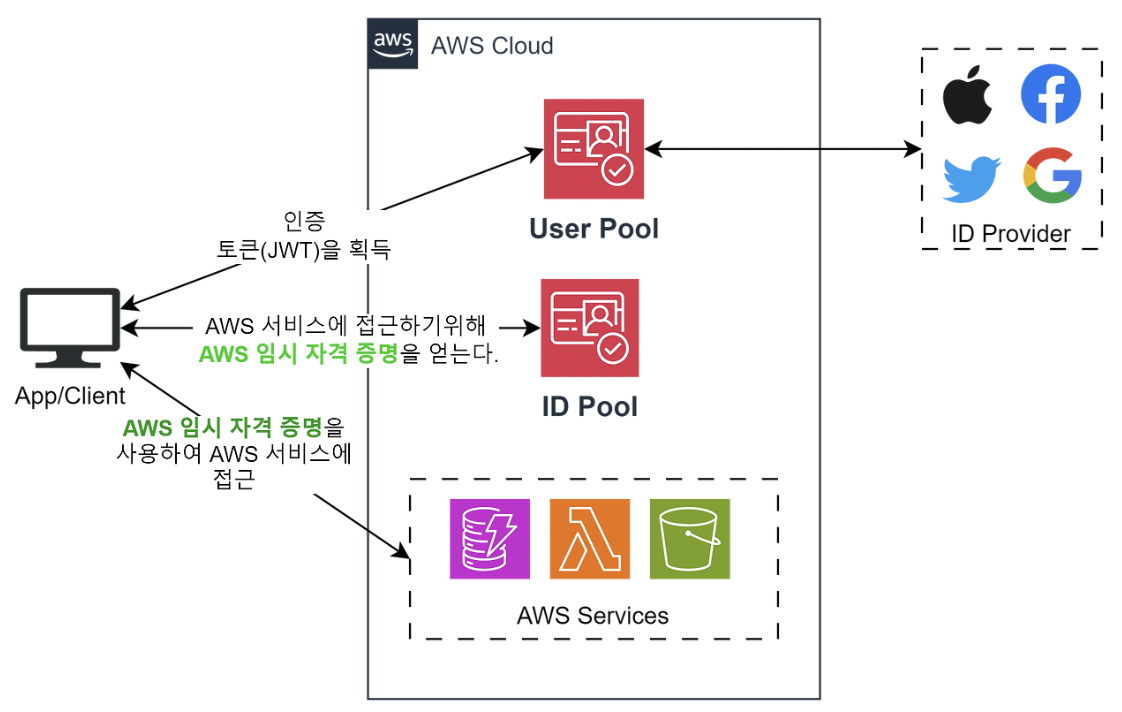 aws
AWS Cloud
User Pool
ID Provider
인증
토큰(JWT)을 획득
AWS 서비스에 접근하기위해
AWS 임시 자격 증명을 얻는다.
App/Client
ID Pool
AWS 임시 자격 증명을
사용하여 AWS 서비스에
접근
AWS Services